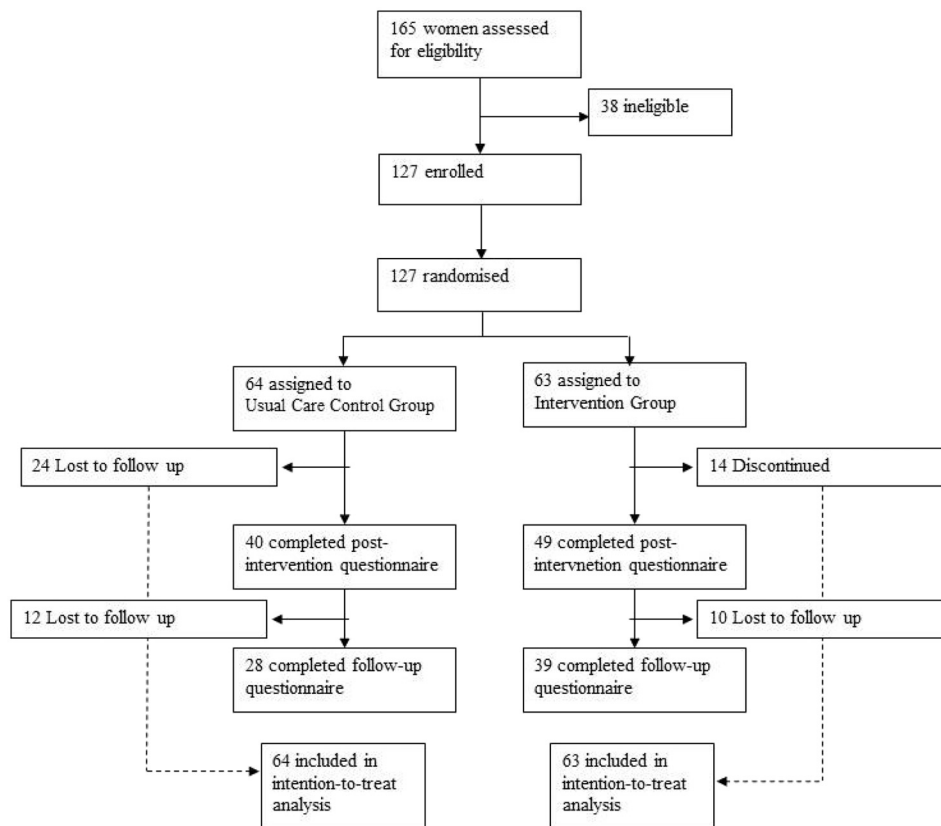 165 women assessed
for eligibility
38 ineligible
127 enrolled
127 randomised
64 assigned to
Usual Care Control Group
63 assigned to
Intervention Group
24 Lost to follow up
14 Discontinued
40 completed post-
intervention questionnaire
49 completed post-
intervnetion questionnaire
12 Lost to follow up
10 Lost to follow up
28 completed follow-up
questionnaire
39 completed follow-up
questionnaire
64 included in
intention-to-treat
analysis
63 included in
intention-to-treat
analysis